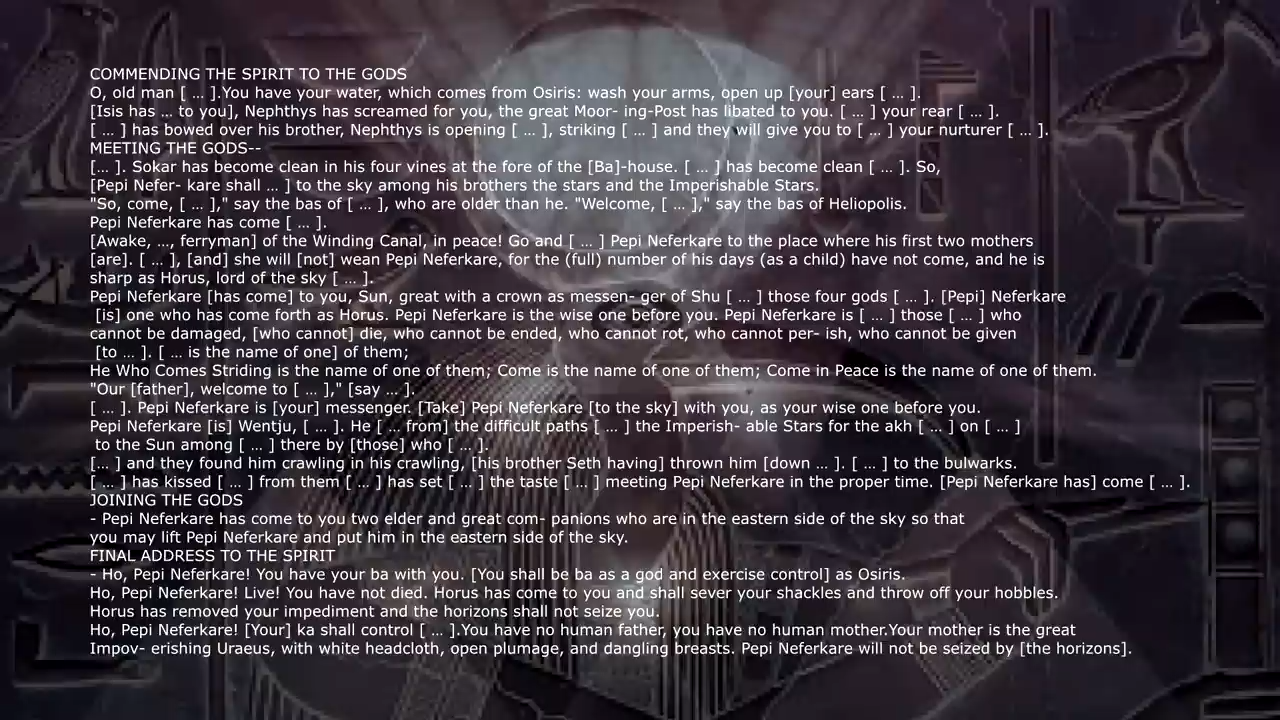 COMMENDING THE SPIRIT TO THE GODS
O, old man [ ... ].You have your water, which comes from Osiris: wash your arms, open up [your] ears [ ... ].
[Isis has ... to you], Nephthys has screamed for you, the great Moor- ing-Post has libated to you. [ ... ] your rear [ ... ].
[ ... ] has bowed over his brother, Nephthys is opening [ ... ], striking [ ... ] and they will give you to [ ... ] your nurturer [ ... ].
MEETING THE GODS--
[... ]. Sokar has become clean in his four vines at the fore of the [Ba]-house. [ ... ] has become clean [ ... ]. So,
[Pepi Nefer- kare shall ... ] to the sky among his brothers the stars and the Imperishable Stars.
"So, come, [ ... ]," say the bas of [ ... ], who are older than he. "Welcome, [ ... ]," say the bas of Heliopolis.
Pepi Neferkare has come [ ... ].
[Awake, ..., ferryman] of the Winding Canal, in peace! Go and [ ... ] Pepi Neferkare to the place where his first two mothers
[are]. [ ... ], [and] she will [not] wean Pepi Neferkare, for the (full) number of his days (as a child) have not come, and he is
sharp as Horus, lord of the sky [ ... ].
Pepi Neferkare [has come] to you, Sun, great with a crown as messen- ger of Shu [ ... ] those four gods [ ... ]. [Pepi] Neferkare
[is] one who has come forth as Horus. Pepi Neferkare is the wise one before you. Pepi Neferkare is [ ... ] those [ ... ] who
cannot be damaged, [who cannot] die, who cannot be ended, who cannot rot, who cannot per- ish, who cannot be given
[to ... ]. [ ... is the name of one] of them;
He Who Comes Striding is the name of one of them; Come is the name of one of them; Come in Peace is the name of one of them.
"Our [father], welcome to [ ... ]," [say ... ].
[ ... ]. Pepi Neferkare is [your] messenger. [Take] Pepi Neferkare [to the sky] with you, as your wise one before you.
Pepi Neferkare [is] Wentju, [ ... ]. He [ ... from] the difficult paths [ ... ] the Imperish- able Stars for the akh [ ... ] on [ ... ]
to the Sun among [ ... ] there by [those] who [ ... ].
[... ] and they found him crawling in his crawling, [his brother Seth having] thrown him [down ... ]. [ ... ] to the bulwarks.
[ ... ] has kissed [ ... ] from them [ ... ] has set [ ... ] the taste [ ... ] meeting Pepi Neferkare in the proper time. [Pepi Neferkare has] come [ ... ].
JOINING THE GODS
- Pepi Neferkare has come to you two elder and great com- panions who are in the eastern side of the sky so that
you may lift Pepi Neferkare and put him in the eastern side of the sky.
FINAL ADDRESS TO THE SPIRIT
- Ho, Pepi Neferkare! You have your ba with you. [You shall be ba as a god and exercise control] as Osiris.
Ho, Pepi Neferkare! Live! You have not died. Horus has come to you and shall sever your shackles and throw off your hobbles.
Horus has removed your impediment and the horizons shall not seize you.
Ho, Pepi Neferkare! [Your] ka shall control [ ... ].You have no human father, you have no human mother.Your mother is the great
Impov- erishing Uraeus, with white headcloth, open plumage, and dangling breasts. Pepi Neferkare will not be seized by [the horizons].